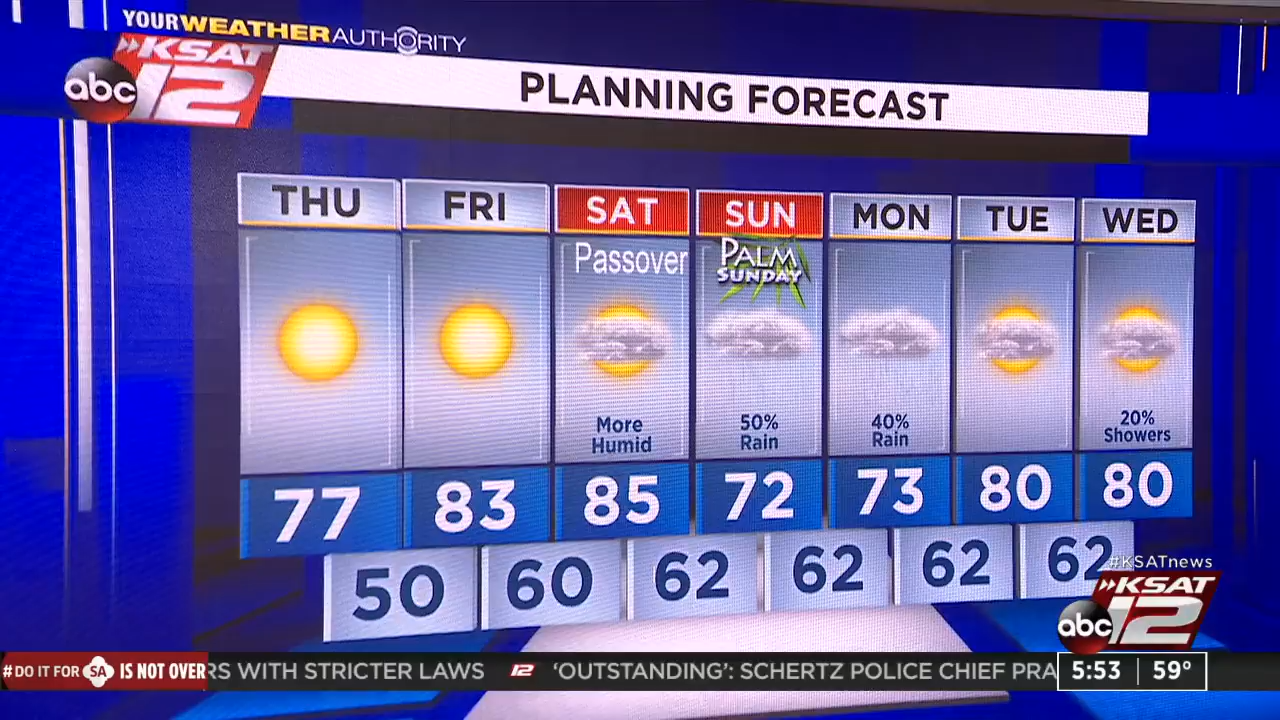 YOURWEATHERAUTHORITY
abc KSAT 12
PLANNING FORECAST
THU FRI SAT SUN MON TUE WED
Passover
PALM
SUNDAY
More
Humid
50%
Rain
40%
Rain
20%
Showers
77 83 85 72 73 80 80
50 60 62 62 62 62
#KSATnews
abc KSAT 12
#DO IT FOR SA IS NOT OVER
RS WITH STRICTER LAWS 12 ‘OUTSTANDING’: SCHERTZ POLICE CHIEF PRA
5:53 59°